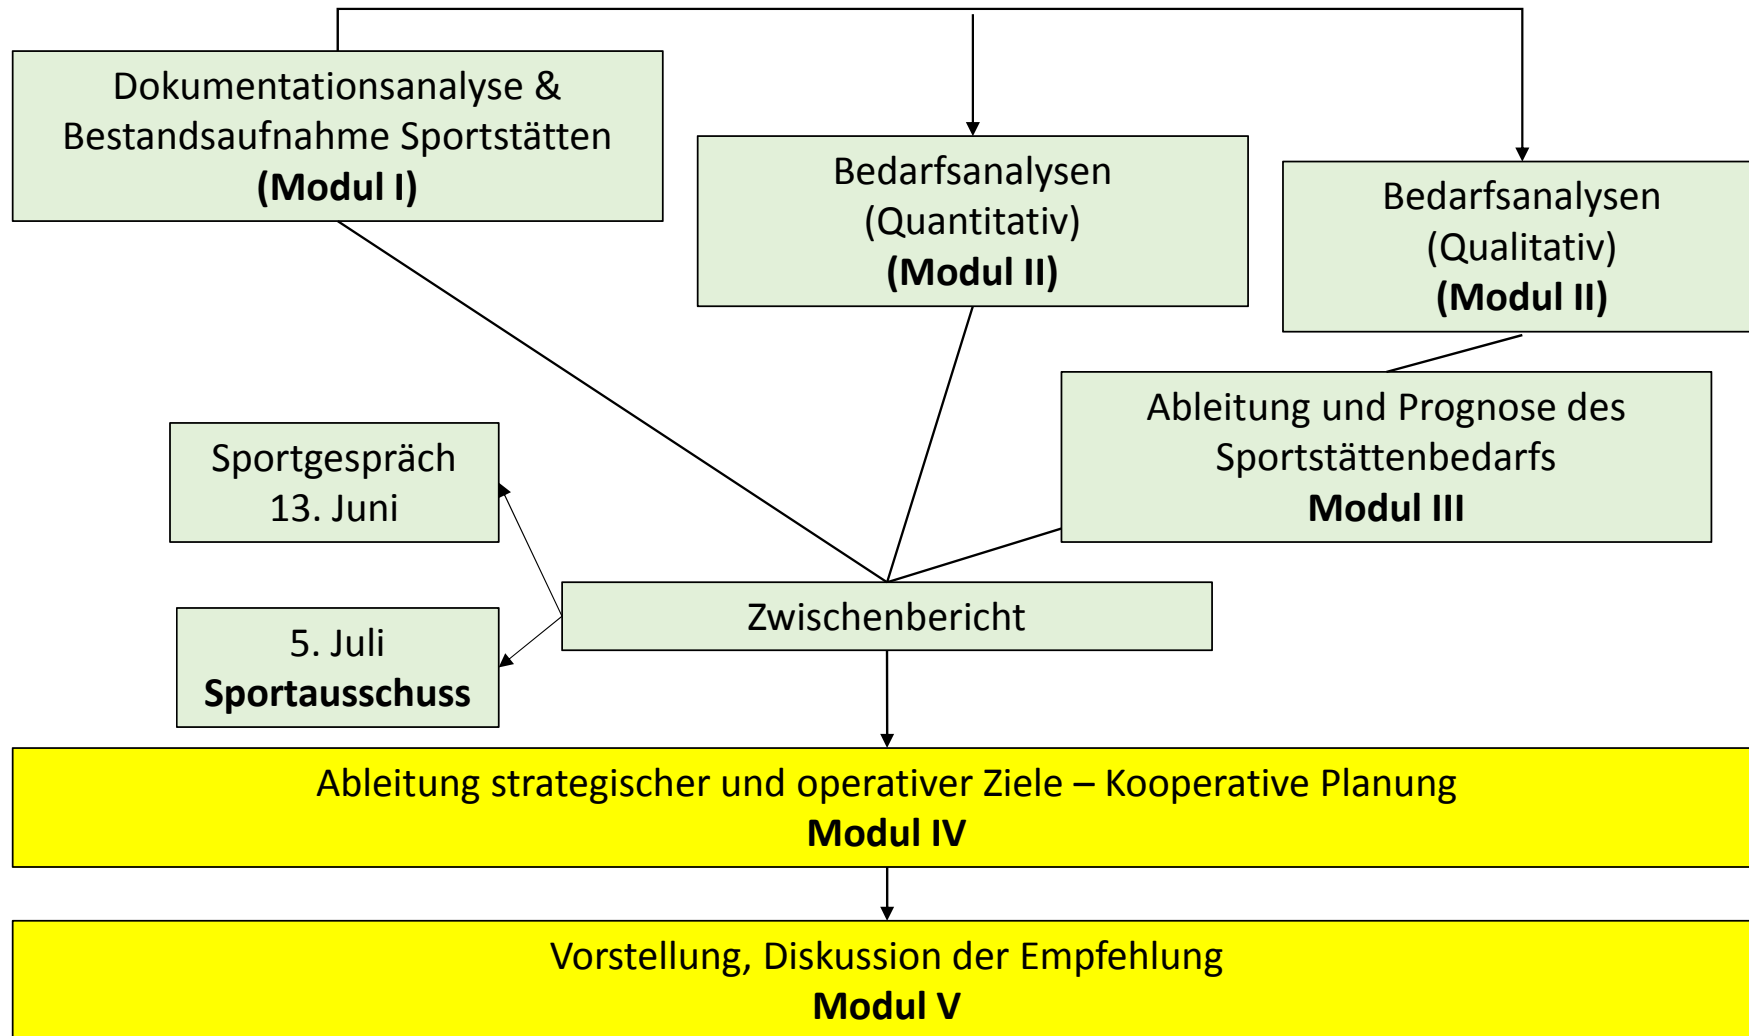 Dokumentationsanalyse &
Bestandsaufnahme Sportstätten
(Modul I)
Bedarfsanalysen
(Quantitativ)
(Modul II)
Bedarfsanalysen
(Qualitativ)
(Modul II)
Ableitung und Prognose des
Sportstättenbedarfs
Modul III
Sportgespräch
13. Juni
Zwischenbericht
5. Juli
Sportausschuss
Ableitung strategischer und operativer Ziele – Kooperative Planung
Modul IV
Vorstellung, Diskussion der Empfehlung
Modul V